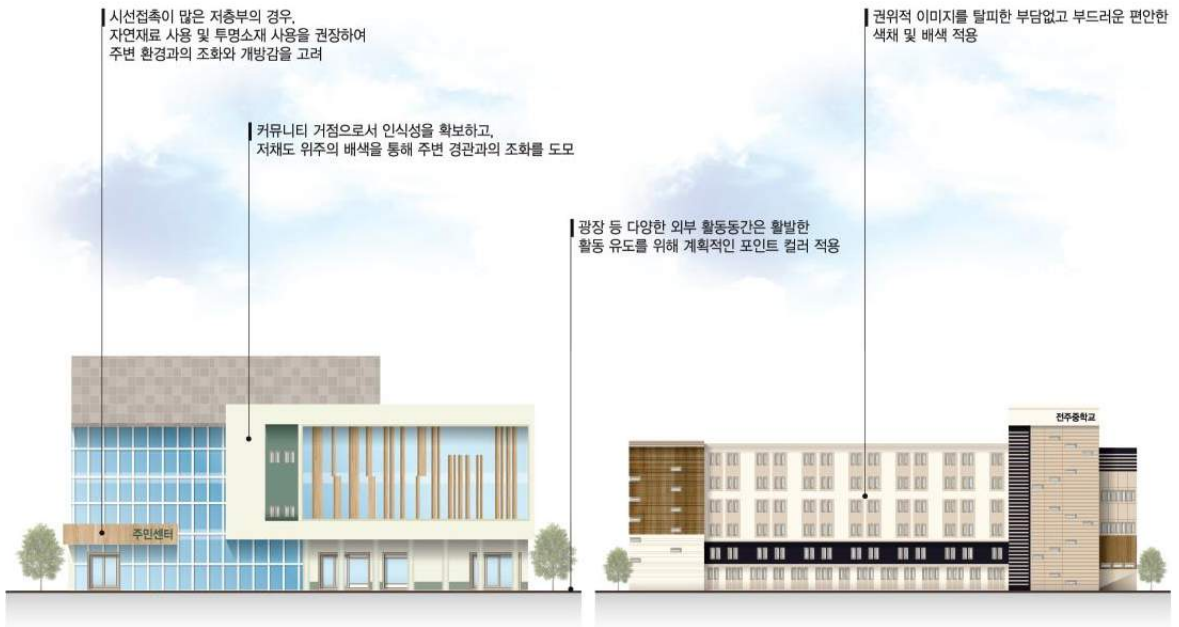 시선접촉이 많은 저층부의 경우,
자연재료 사용 및 투명소재 사용을 권장하여
주변 환경과의 조화와 개방감을 고려
커뮤니티 거점으로서 인식성을 확보하고,
저채도 위주의 배색을 통해 주변 경관과의 조화를 도모
광장 등 다양한 외부 활동동간은 활발한
활동 유도를 위해 계획적인 포인트 컬러 적용
주민센터
권위적 이미지를 탈피한 부담없고 부드러운 편안한
색채 및 배색 적용
전주중학교